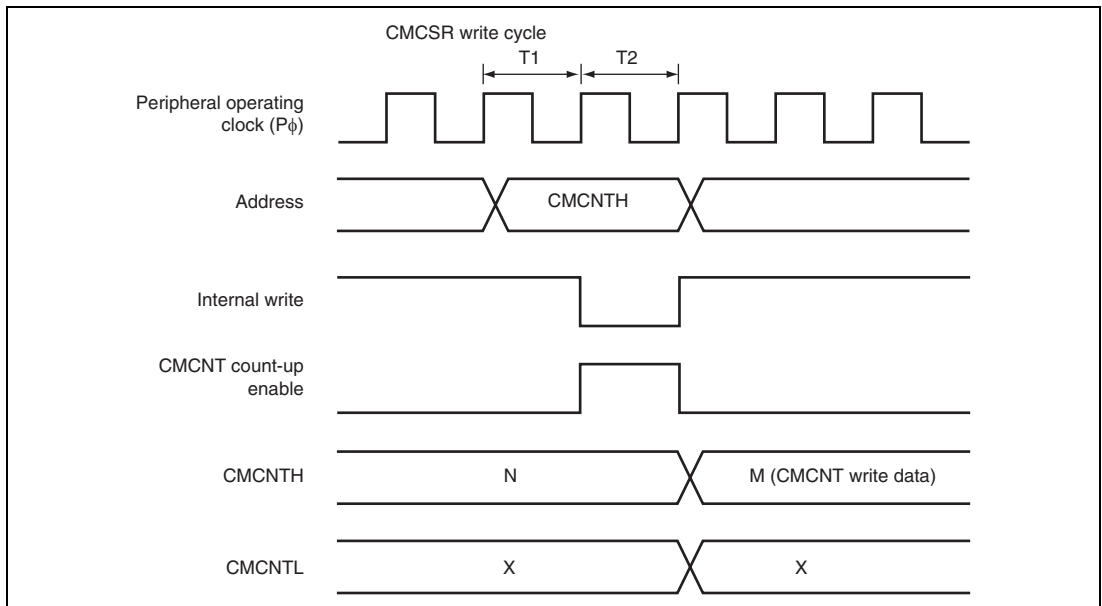 CMCSR write cycle
T1 T2
Peripheral operating
clock (Pϕ)
Address CMCNTH
Internal write
CMCNT count-up
enable
CMCNTH N M (CMCNT write data)
CMCNTL X X